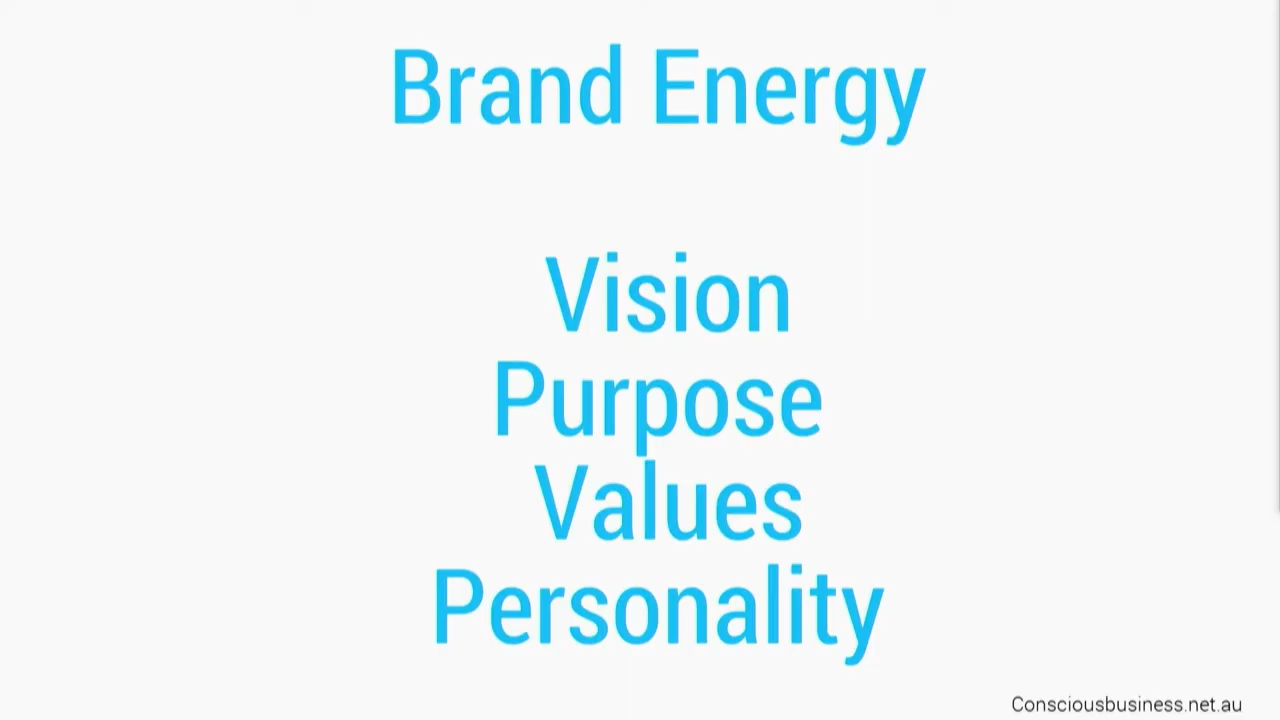 Brand Energy
Vision
Purpose
Values
Personality
Consciousbusiness.net.au